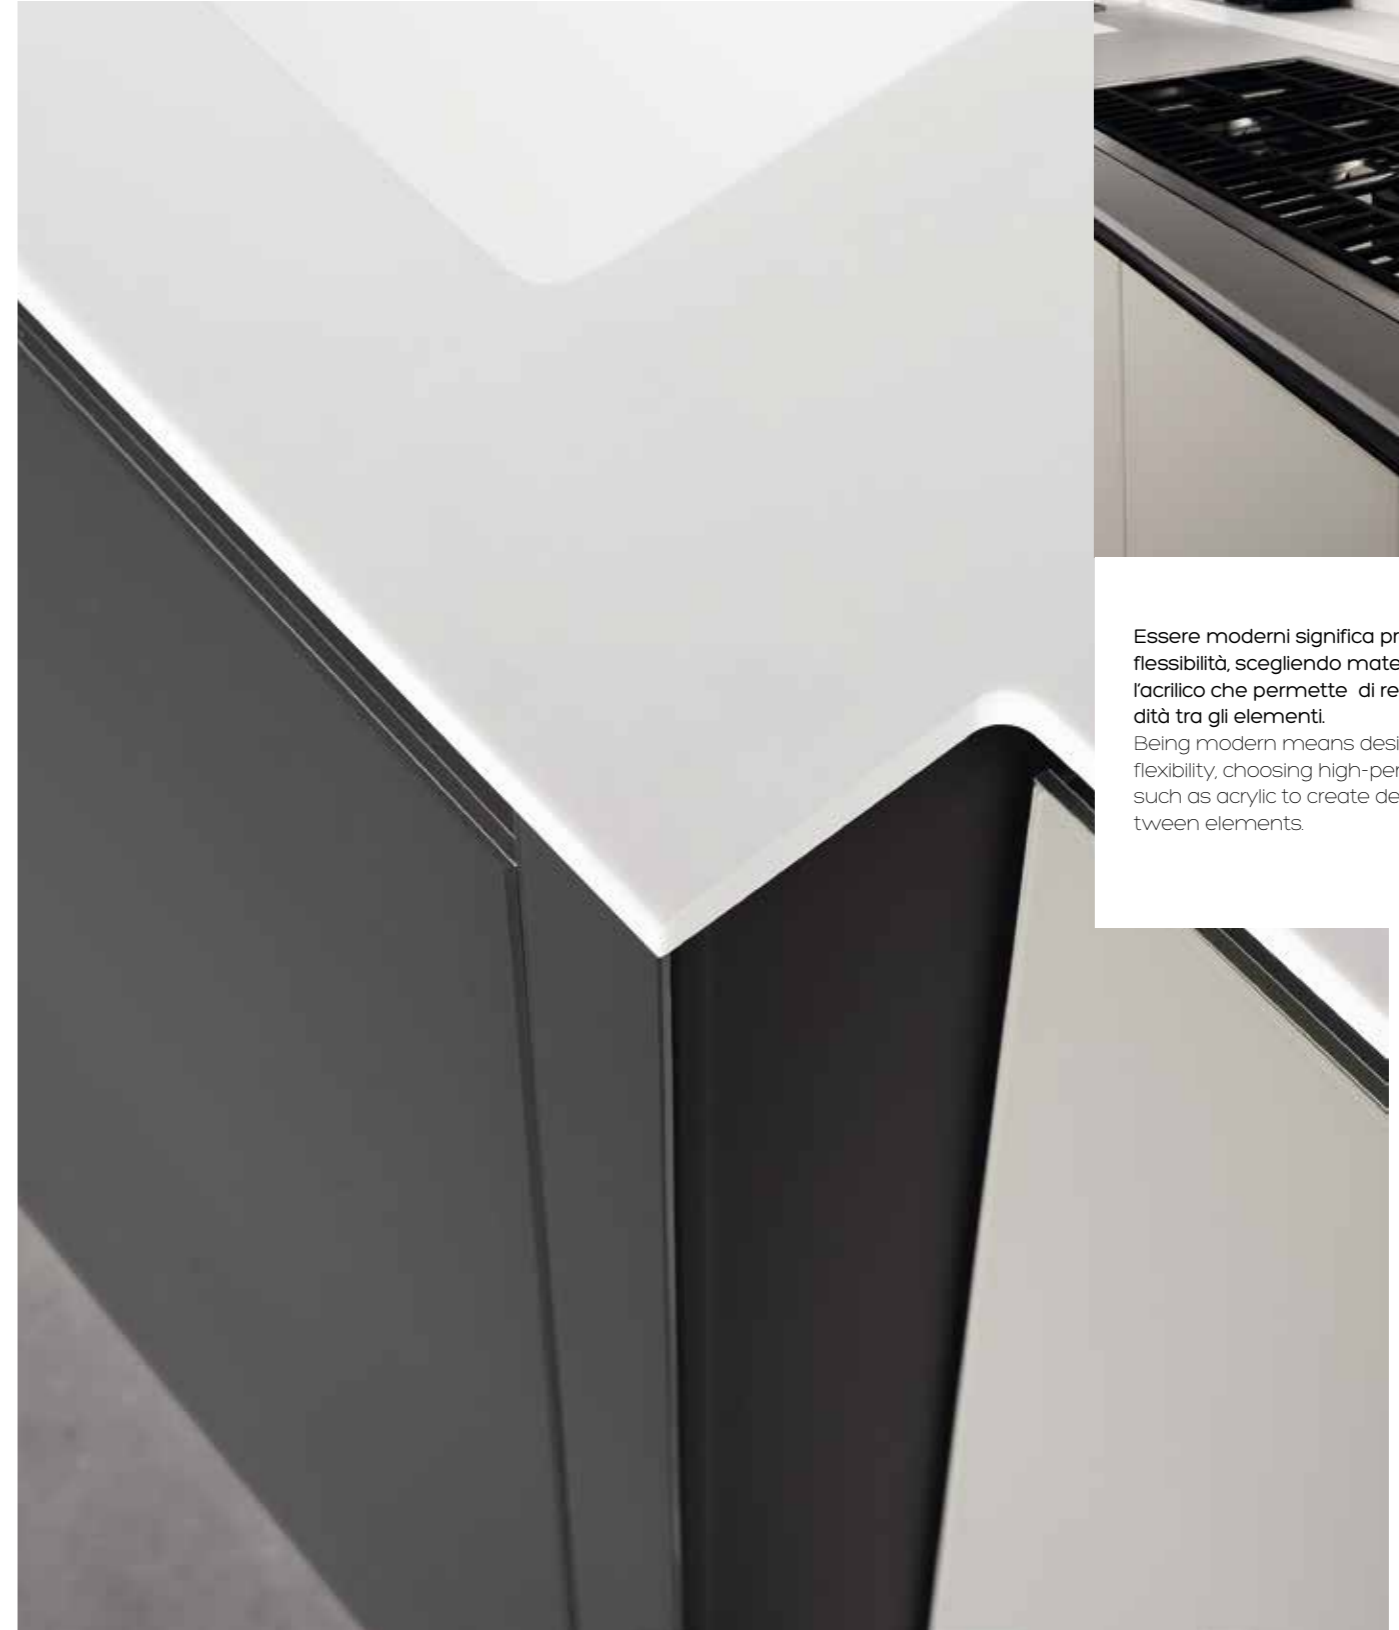 Essere moderni significa pr
flessibilità, scegliendo mate
l'acrilico che permette di re
dità tra gli elementi.
Being modern means desi
flexibility, choosing high-per
such as acrylic to create de
tween elements.